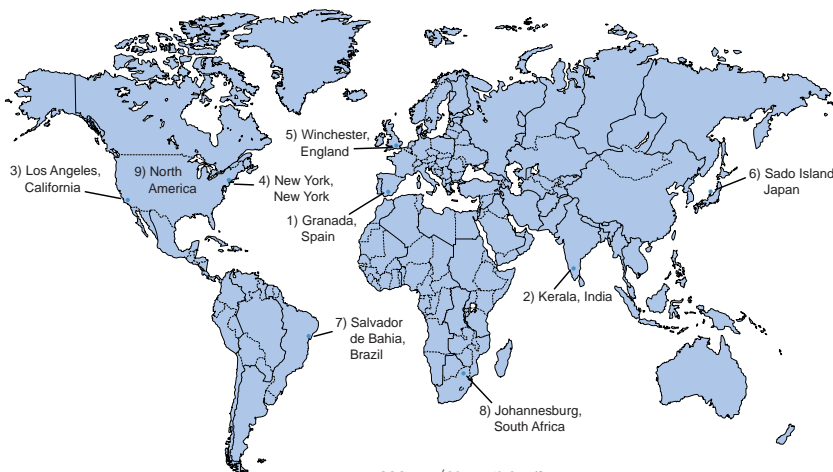 5) Winchester,
England
3) Los Angeles,
California
9) North
America
4) New York,
New York
6) Sado Island
Japan
1) Granada,
Spain
2) Kerala, India
7) Salvador
de Bahia,
Brazil
8) Johannesburg,
South Africa